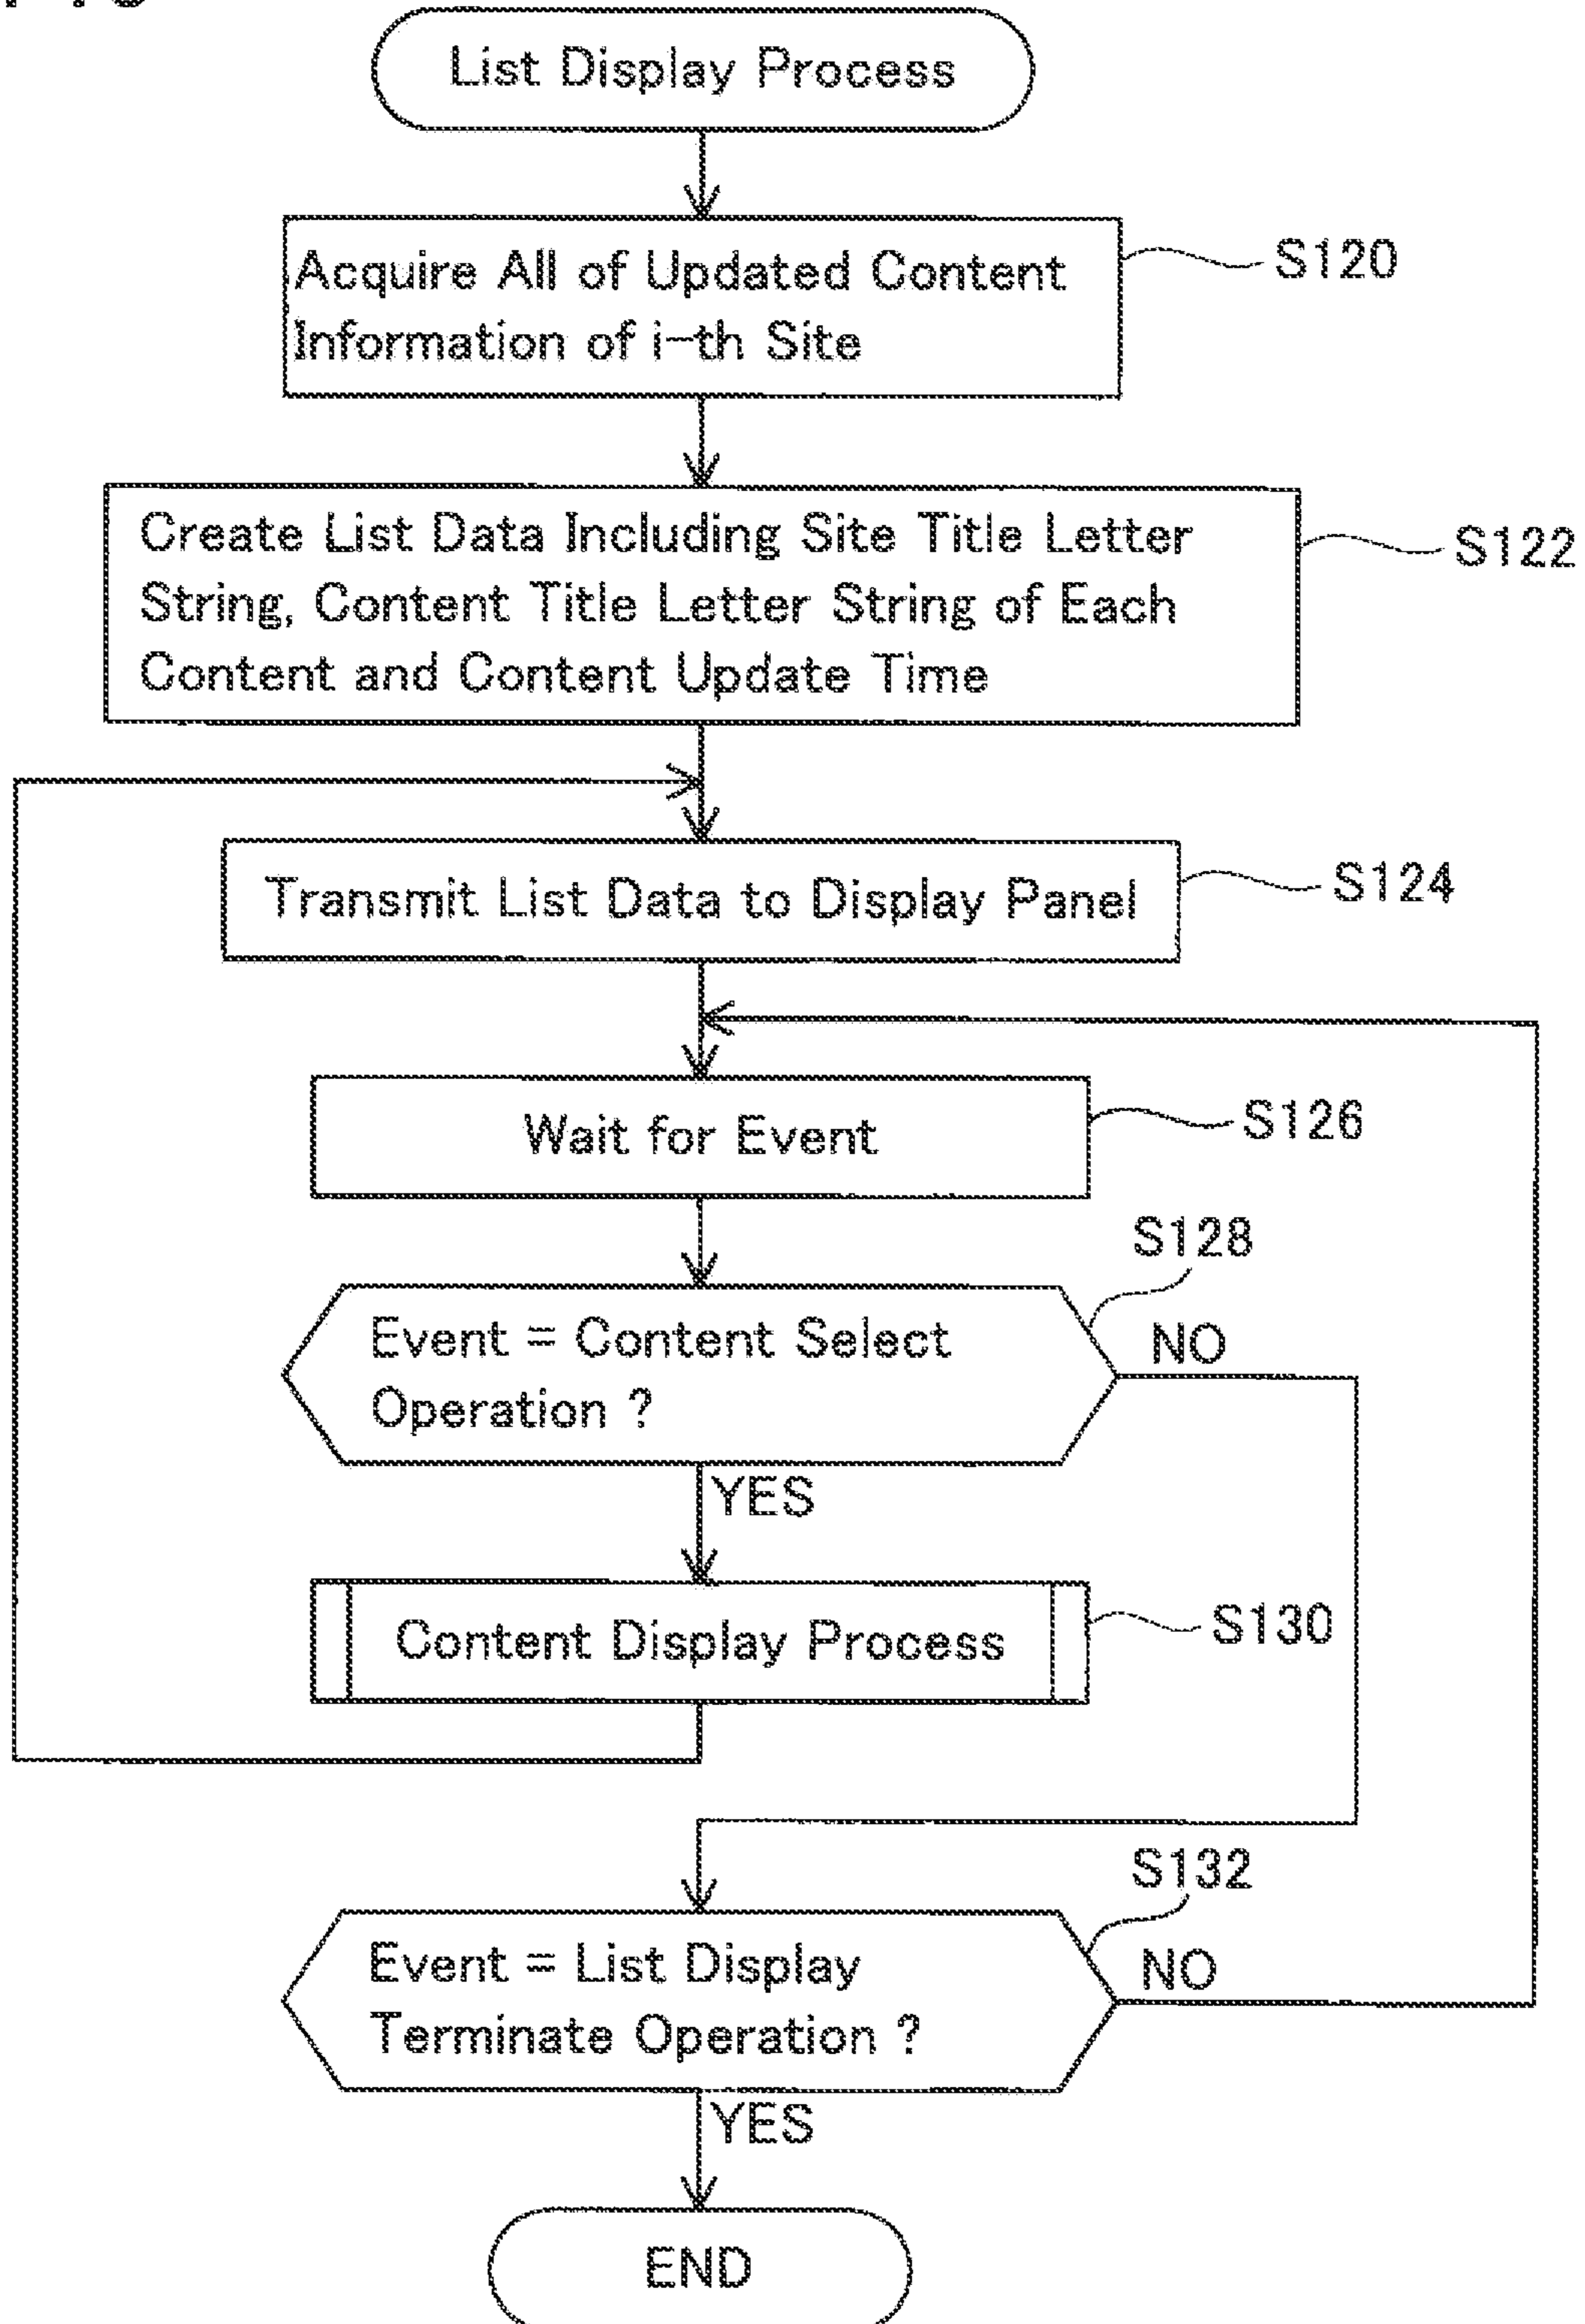 List Display Process
Acquire All of Updated Content
Information of i-th Site
S120
Create List Data Including Site Title Letter
String, Content Title Letter String of Each
Content and Content Update Time
S122
Transmit List Data to Display Panel
S124
Wait for Event
S126
S128
Event = Content Select
Operation ?
NO
YES
Content Display Process
S130
S132
Event = List Display
Terminate Operation ?
NO
YES
END